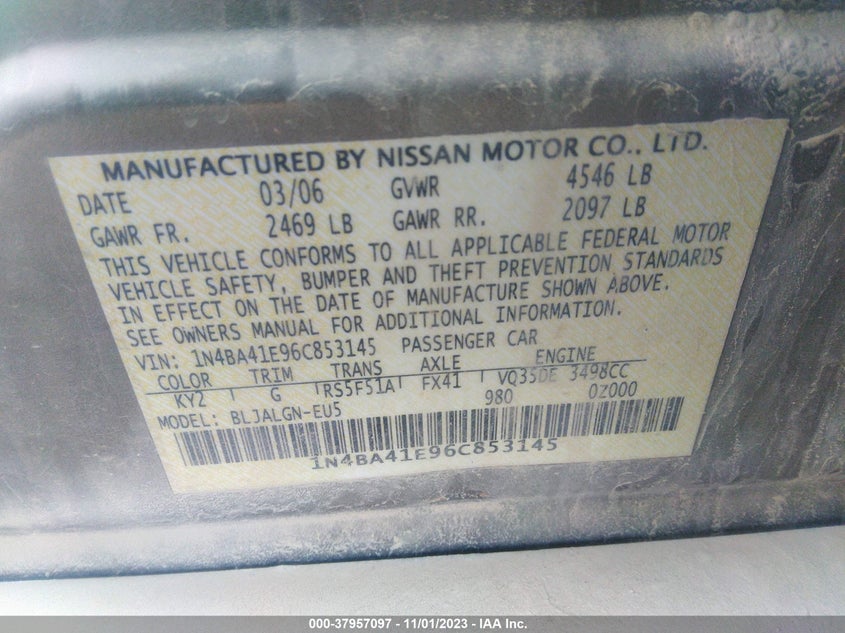 MANUFACTURED BY NISSAN MOTOR CO., LTD.
DATE 03/06 GVWR 4546 LB
GAWR FR. 2469 LB GAWR RR. 2097 LB
THIS VEHICLE CONFORMS TO ALL APPLICABLE FEDERAL MOTOR
VEHICLE SAFETY, BUMPER AND THEFT PREVENTION STANDARDS
IN EFFECT ON THE DATE OF MANUFACTURE SHOWN ABOVE.
SEE OWNERS MANUAL FOR ADDITIONAL INFORMATION.
VIN: 1N4BA41E96C853145 PASSENGER CAR
COLOR TRIM TRANS AXLE ENGINE
KY2 G RS5F51A FX41 VQ35DE 3498CC
MODEL: BLJALGN-EU5 980 0Z000
1N4BA41E96C853145
000-37957097 - 11/01/2023 - IAA Inc.